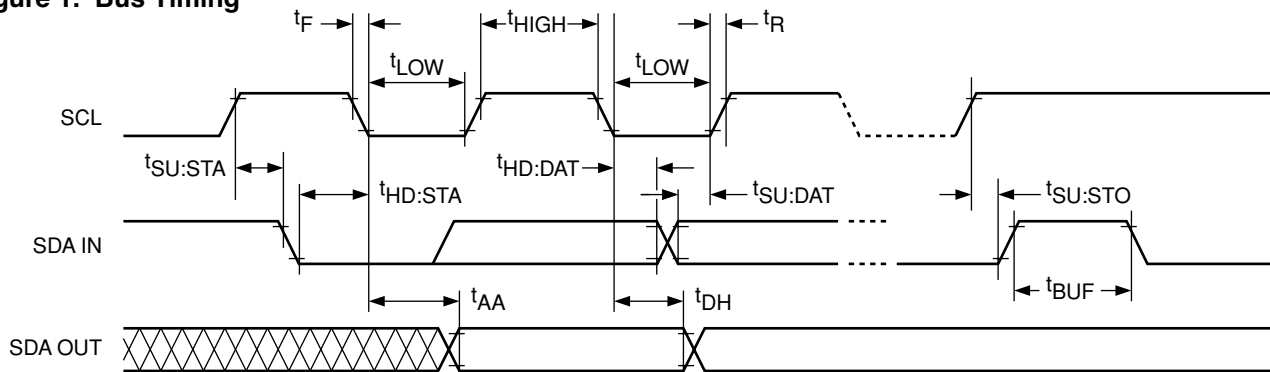 gure 1. Bus Timing
tF
tHIGH
tR
tLOW
tLOW
SCL
tSU:STA
tHD:STA
tHD:DAT
tSU:DAT
tSU:STO
SDA IN
tBUF
tAA
tDH
SDA OUT